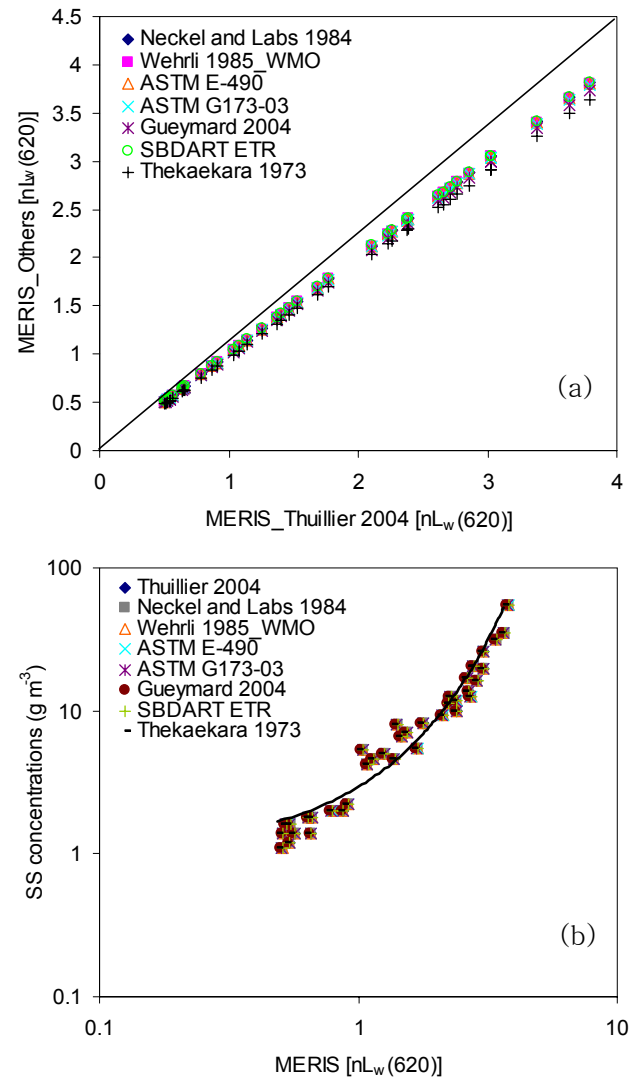 4.5
4
3.5
3
2.5
2
1.5
1
0.5
0
MERIS_Others [nLw(620)]
Neckel and Labs 1984
Wehrli 1985_WMO
ASTM E-490
ASTM G173-03
Gueymard 2004
SBDART ETR
Thekaekara 1973
(a)
0 1 2 3 4
MERIS_Thuillier 2004 [nLw(620)]
100
10
1
0.1
SS concentrations (g m-3)
Thuillier 2004
Neckel and Labs 1984
Wehrli 1985_WMO
ASTM E-490
ASTM G173-03
Gueymard 2004
SBDART ETR
Thekaekara 1973
(b)
0.1 1 10
MERIS [nLw(620)]